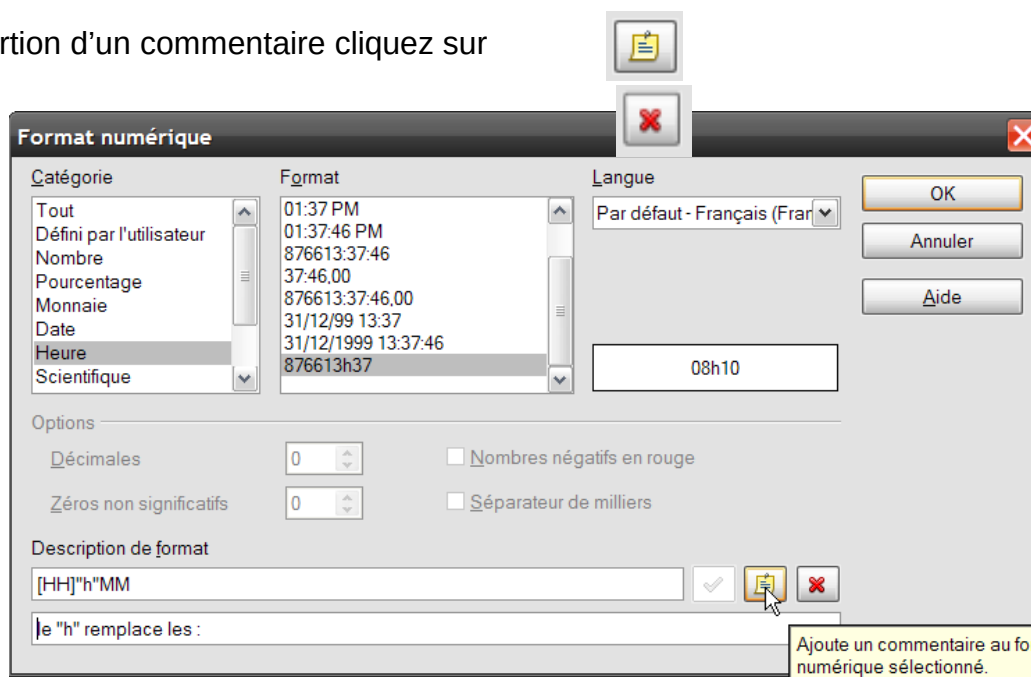 rtion d'un commentaire cliquez sur
Format numérique
Catégorie
Tout
Défini par l'utilisateur
Nombre
Pourcentage
Monnaie
Date
Heure
Scientifique
Format
01:37 PM
01:37:46 PM
876613:37:46
37:46,00
876613:37:46,00
31/12/99 13:37
31/12/1999 13:37:46
876613h37
Langue
Par défaut - Français (Fran
08h10
OK
Annuler
Aide
Options
Décimales
0
Nombres négatifs en rouge
Zéros non significatifs
0
Séparateur de milliers
Description de format
[HH]"h"MM
le "h" remplace les :
Ajoute un commentaire au fo
numérique sélectionné.